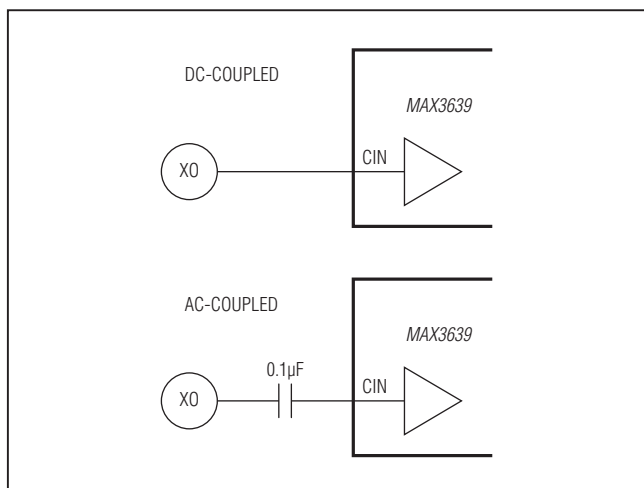 DC-COUPLED
MAX3639
XO
CIN
AC-COUPLED
MAX3639
0.1µF
XO
CIN